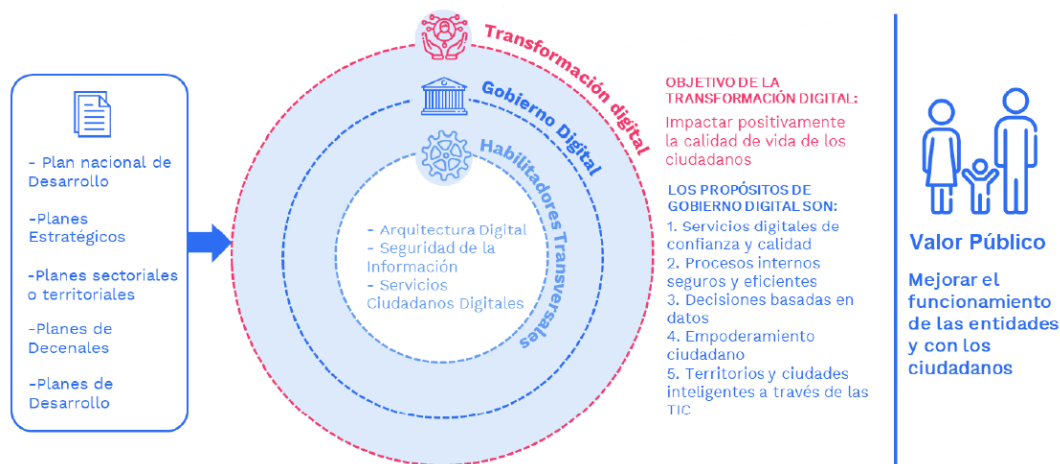 - Plan nacional de
Desarrollo
-Planes
Estratégicos
-Planes sectoriales
o territoriales
-Planes de
Decenales
-Planes de
Desarrollo
Transformación digital
Gobierno Digital
Habilitadores Transversales
- Arquitectura Digital
- Seguridad de la
Información
- Servicios
Ciudadanos Digitales
OBJETIVO DE LA
TRANSFORMACIÓN DIGITAL:
Impactar positivamente
la calidad de vida de los
ciudadanos
LOS PROPÓSITOS DE
GOBIERNO DIGITAL SON:
1. Servicios digitales de
confianza y calidad
2. Procesos internos
seguros y eficientes
3. Decisiones basadas en
datos
4. Empoderamiento
ciudadano
5. Territorios y ciudades
inteligentes a través de las
TIC
Valor Público
Mejorar el
funcionamiento
de las entidades
y con los
ciudadanos